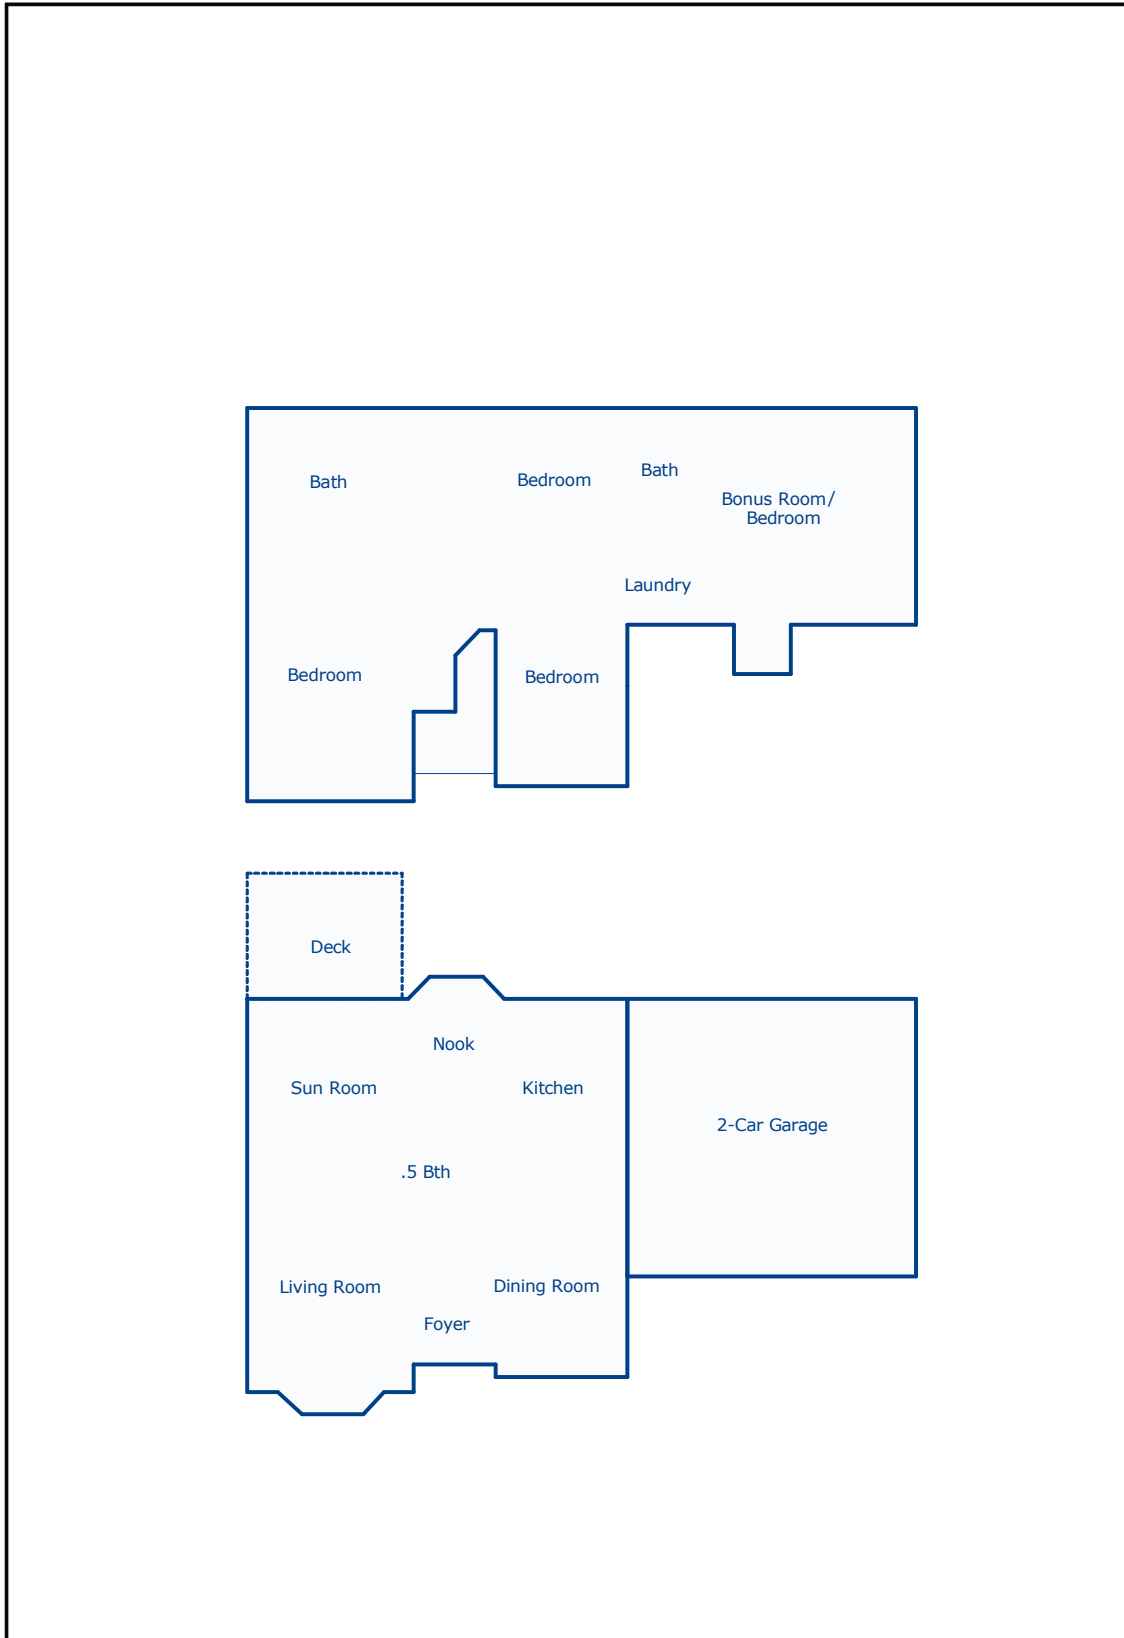 Bath
Bedroom
Bath
Bonus Room/
Bedroom
Laundry
Bedroom
Bedroom
Deck
Nook
Sun Room
Kitchen
2-Car Garage
.5 Bth
Living Room
Dining Room
Foyer